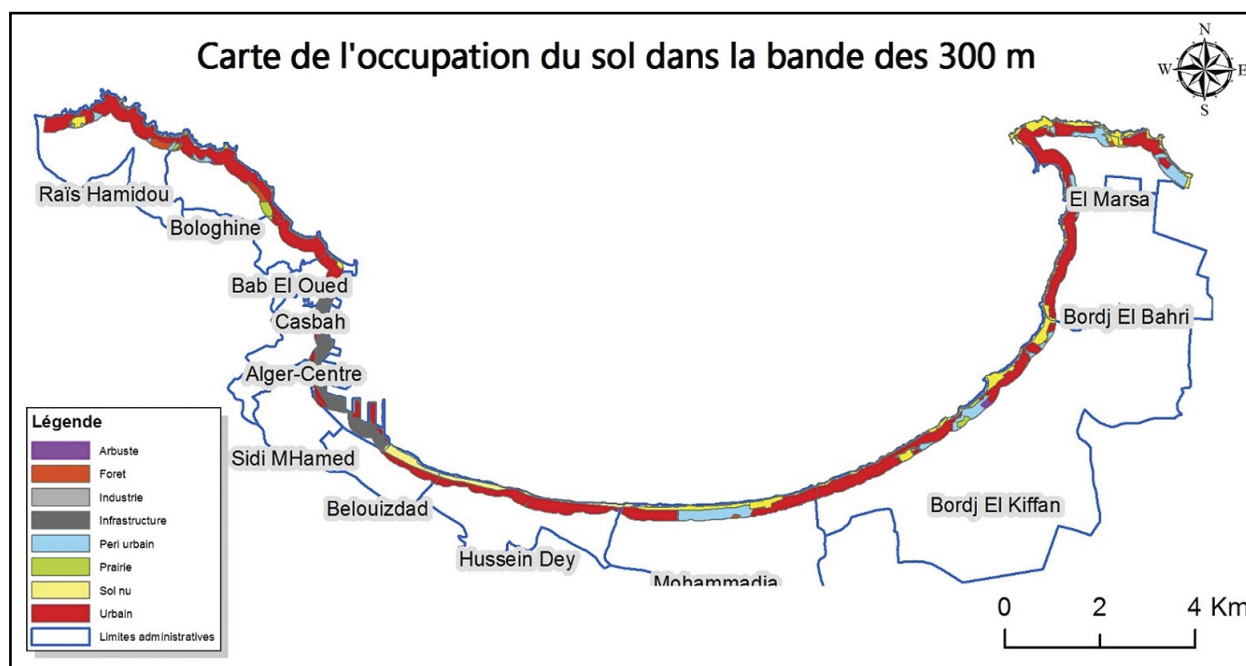 Carte de l'occupation du sol dans la bande des 300 m
N
W E
S
Raïs Hamidou
Bologhine
Bab El Oued
Casbah
Alger-Centre
Sidi MHamed
Belouizdad
Hussein Dey
Mohammadia
Bordj El Kiffan
Bordj El Bahri
El Marsa
Légende
Arbuste
Foret
Industrie
Infrastructure
Peri urbain
Prairie
Sol nu
Urbain
Limites administratives
0 2 4 Km